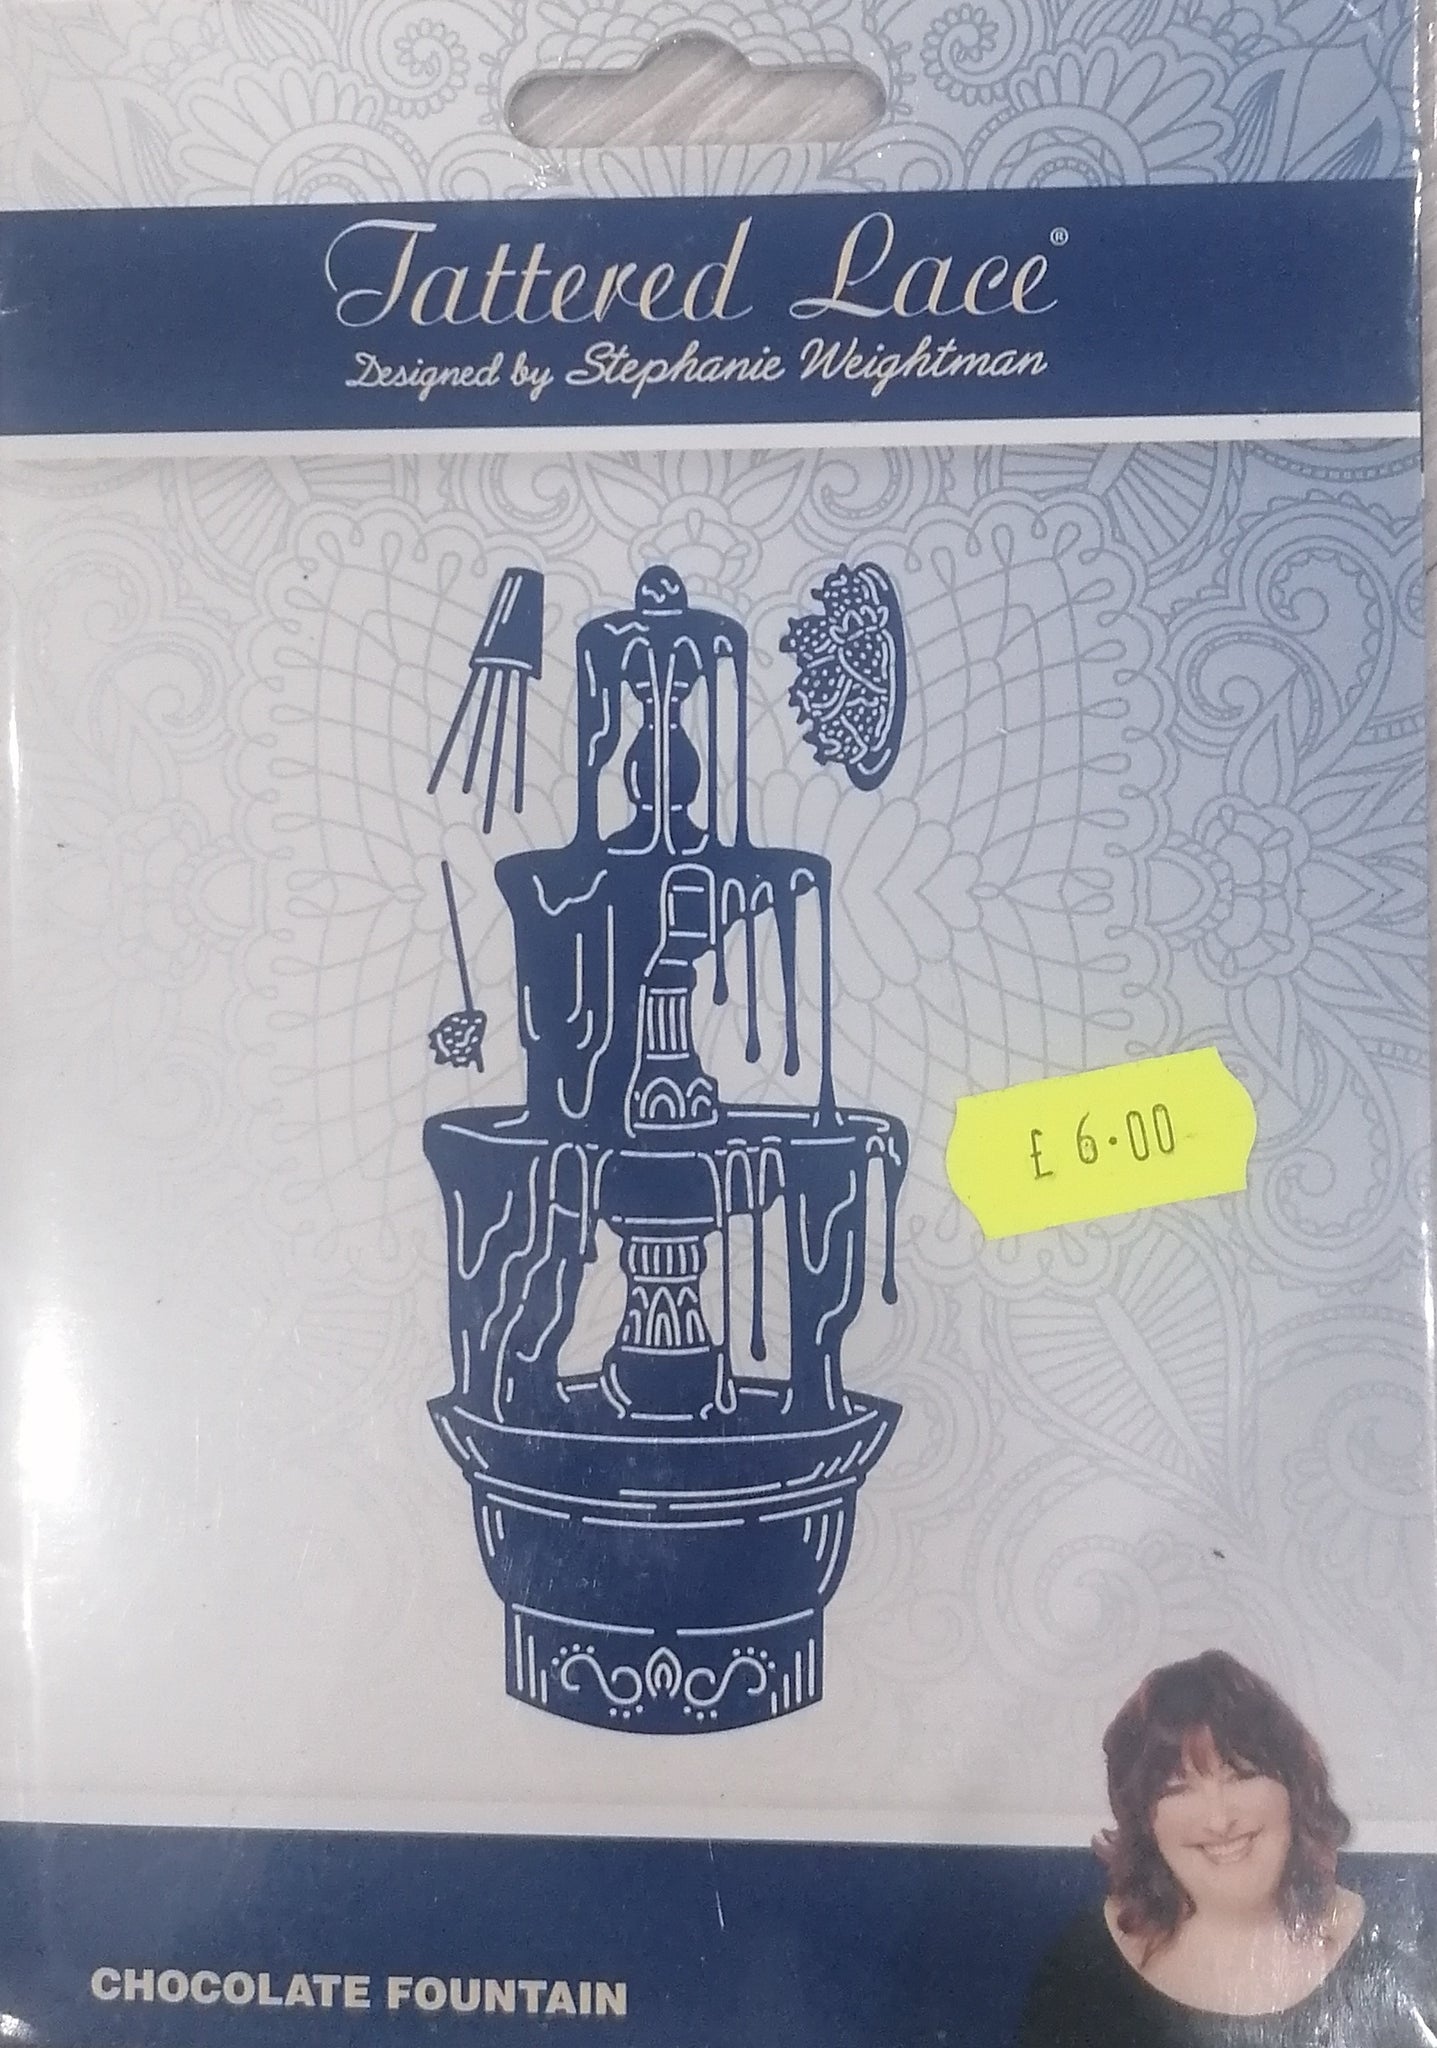 Tattered Lace®
Designed by Stephanie Weightman
£6.00
CHOCOLATE FOUNTAIN